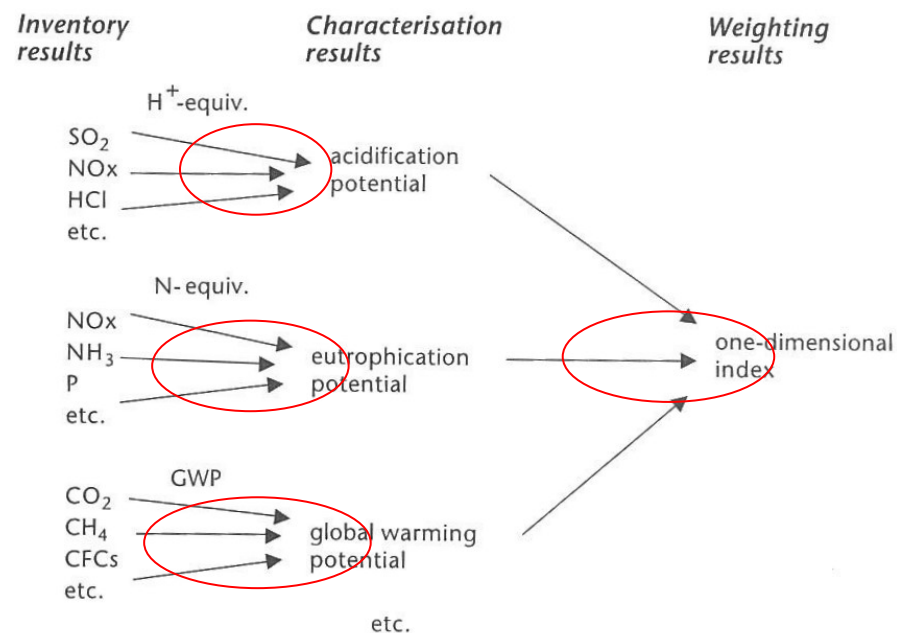 Inventory results
Characterisation results
Weighting results
H⁺-equiv.
SO₂
NOx
HCl
etc.
acidification
potential
N-equiv.
NOx
NH₃
P
etc.
eutrophication
potential
one-dimensional
index
GWP
CO₂
CH₄
CFCs
etc.
global warming
potential
etc.